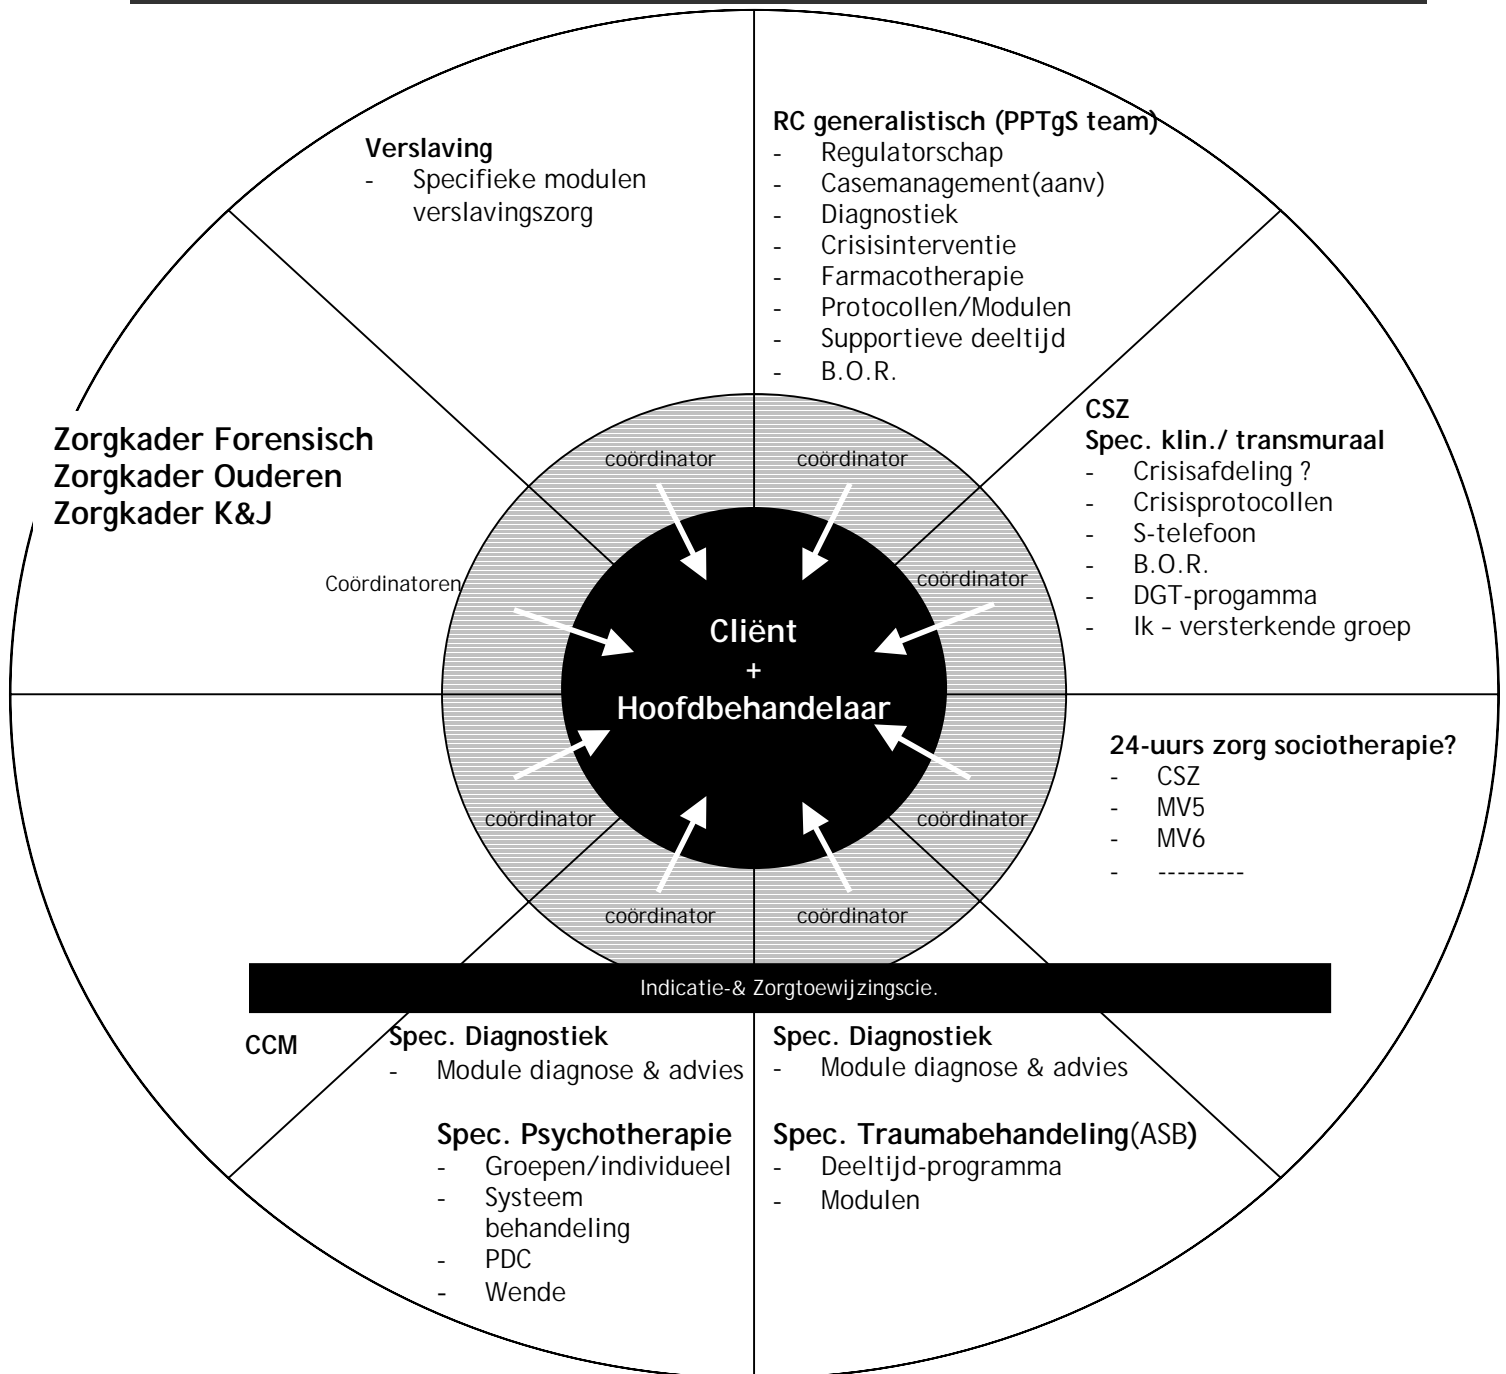 Verslaving
- Specifieke modulen
verslavingszorg
RC generalistisch (PPTgS team)
- Regulatorschap
- Casemanagement(aanv)
- Diagnostiek
- Crisisinterventie
- Farmacotherapie
- Protocollen/Modulen
- Supportieve deeltijd
- B.O.R.
Zorgkader Forensisch
Zorgkader Ouderen
Zorgkader K&J
CSZ
Spec. klin./ transmuraal
- Crisisafdeling ?
- Crisisprotocollen
- S-telefoon
- B.O.R.
- DGT-progamma
- Ik – versterkende groep
coördinator
coördinator
Coördinatoren
coördinator
Cliënt
+
Hoofdbehandelaar
24-uurs zorg sociotherapie?
- CSZ
- MV5
- MV6
- ---------
coördinator
coördinator
coördinator
coördinator
Indicatie-& Zorgtoewijzingscie.
CCM
Spec. Diagnostiek
- Module diagnose & advies
Spec. Psychotherapie
- Groepen/individueel
- Systeem
behandeling
- PDC
- Wende
Spec. Diagnostiek
- Module diagnose & advies
Spec. Traumabehandeling(ASB)
- Deeltijd-programma
- Modulen